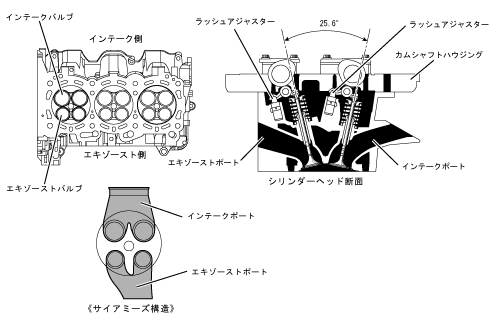 インテークバルブ
インテーク側
エキゾースト側
エキゾーストバルブ
ラッシュアジャスター
25.6°
ラッシュアジャスター
カムシャフトハウジング
エキゾーストポート
インテークポート
シリンダーヘッド断面
インテークポート
エキゾーストポート
《サイアミーズ構造》